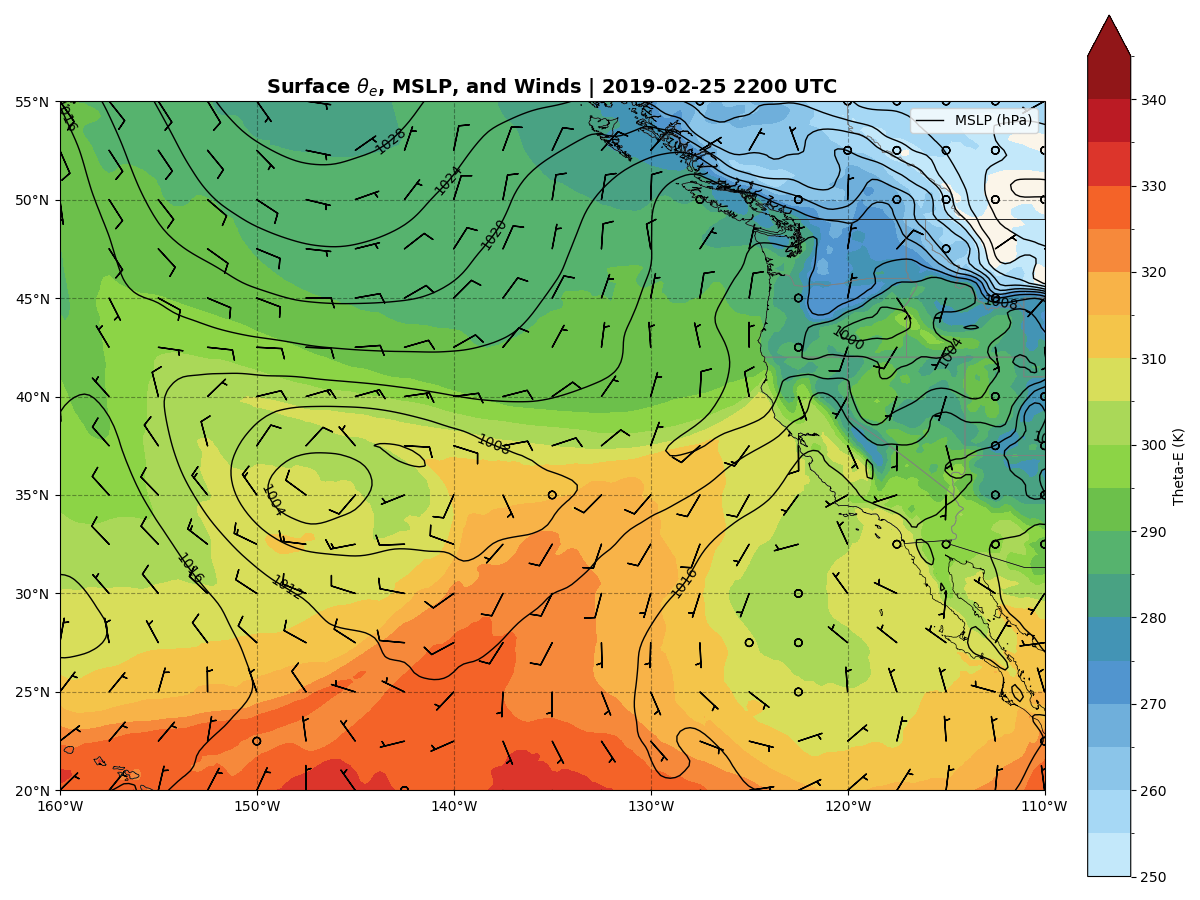 Surface θe, MSLP, and Winds | 2019-02-25 2200 UTC
MSLP (hPa)
55°N
50°N
45°N
40°N
35°N
30°N
25°N
20°N
160°W
150°W
140°W
130°W
120°W
110°W
1028
1024
1020
1008
1004
1012
1016
1016
1000
1004
1008
340
330
320
310
300
290
280
270
260
250
Theta-E (K)